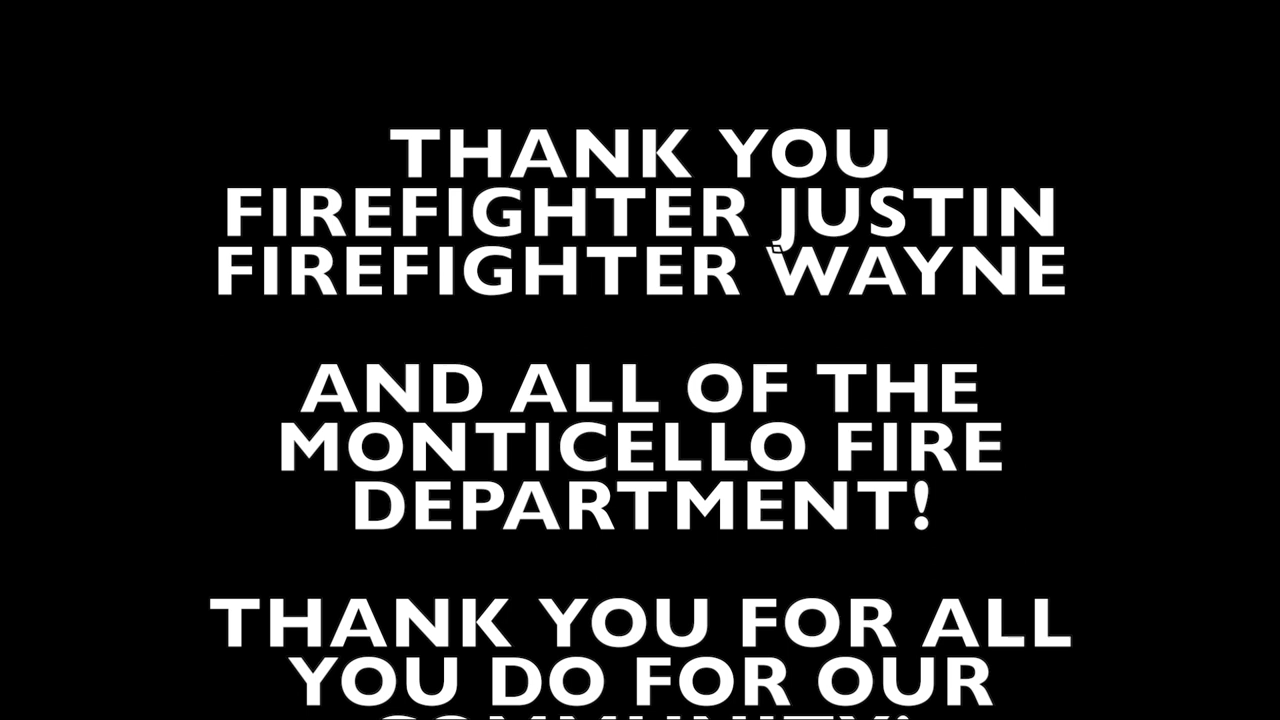 THANK YOU
FIREFIGHTER JUSTIN
FIREFIGHTER WAYNE
AND ALL OF THE
MONTICELLO FIRE
DEPARTMENT!
THANK YOU FOR ALL
YOU DO FOR OUR